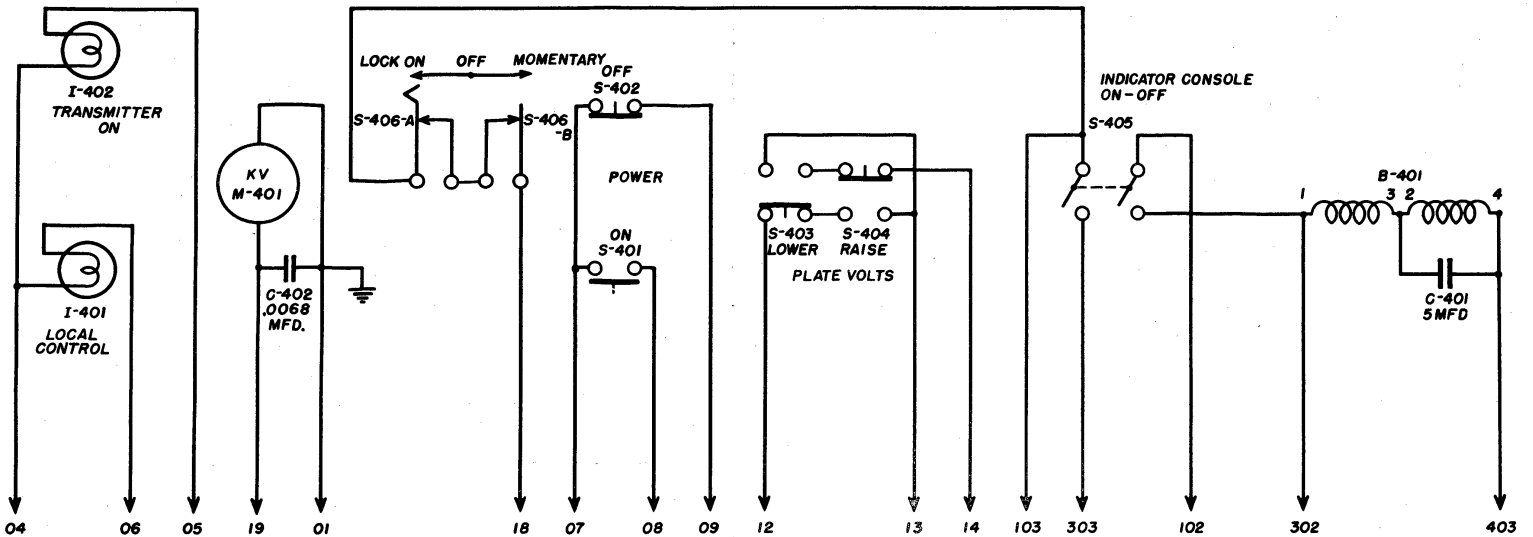 I-402
TRANSMITTER
ON
I-401
LOCAL
CONTROL
KV
M-401
C-402
.0068
MFD.
LOCK ON OFF MOMENTARY
S-406-A
S-406
-B
OFF
S-402
POWER
ON
S-401
S-403
LOWER
S-404
RAISE
PLATE VOLTS
INDICATOR CONSOLE
ON-OFF
S-405
B-401
1 3 2 4
C-401
5 MFD
04 06 05 19 01 18 07 08 09 12 13 14 103 303 102 302 403